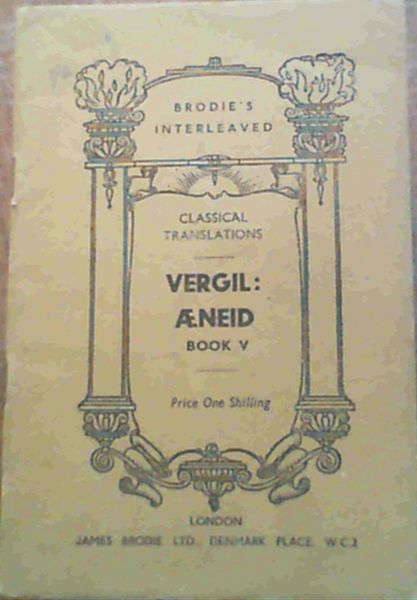 BRODIE'S
INTERLEAVED
CLASSICAL
TRANSLATIONS
VERGIL:
ÆNEID
BOOK V
Price One Shilling
LONDON
JAMES BRODIE LTD., DENMARK PLACE, W.C.2